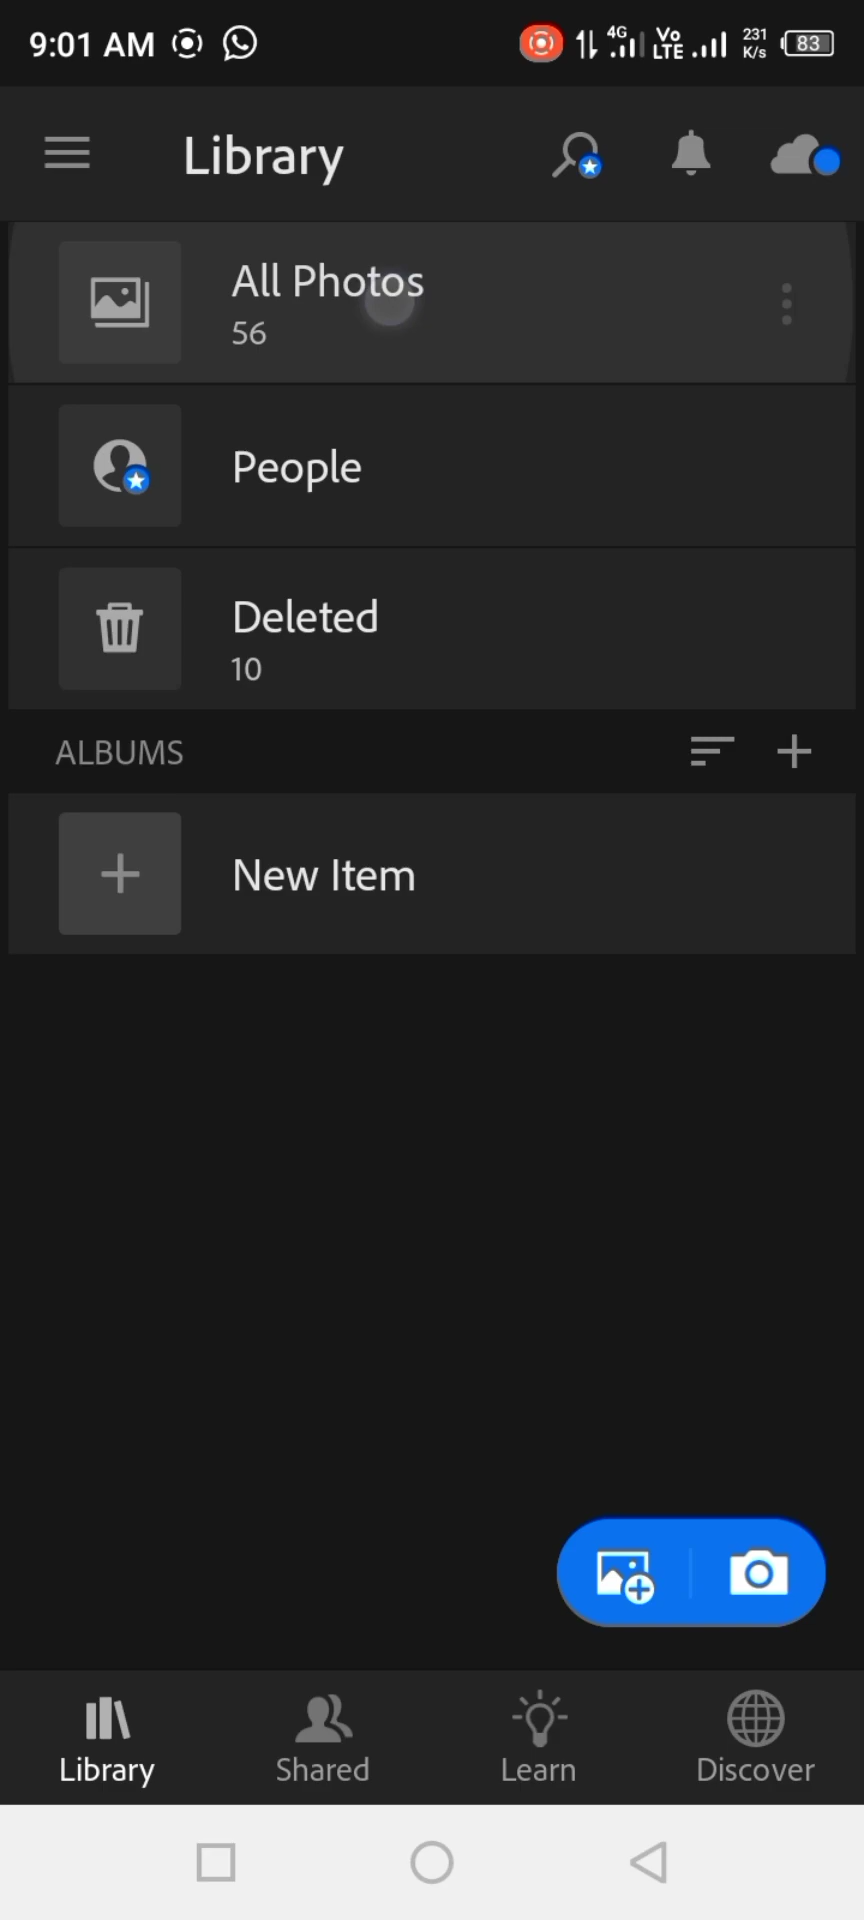 9:01 AM 4G Vo LTE 231 K/s 83
Library
All Photos
56
People
Deleted
10
ALBUMS
New Item
Library Shared Learn Discover